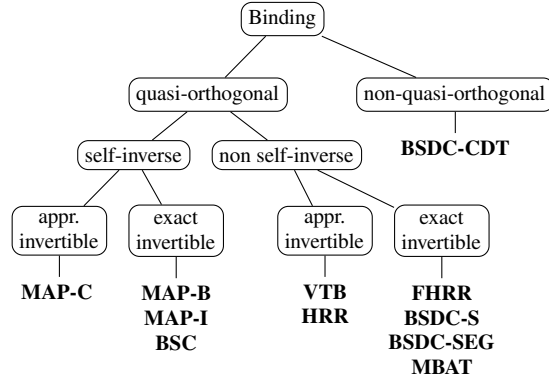 Binding
quasi-orthogonal
non-quasi-orthogonal
BSDC-CDT
self-inverse
non self-inverse
appr.
invertible
exact
invertible
appr.
invertible
exact
invertible
MAP-C
MAP-B
MAP-I
BSC
VTB
HRR
FHRR
BSDC-S
BSDC-SEG
MBAT